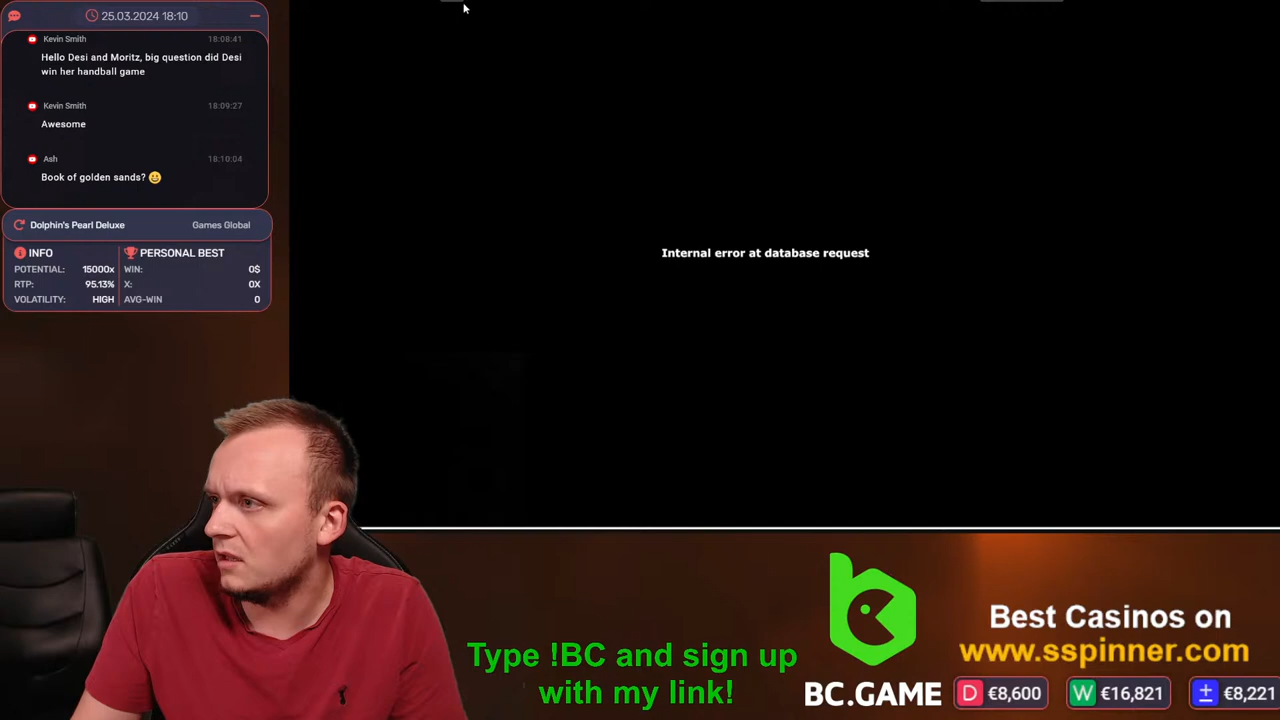 25.03.2024 18:10
Kevin Smith 18:08:41
Hello Desi and Moritz, big question did Desi
win her handball game
Kevin Smith 18:09:27
Awesome
Ash 18:10:04
Book of golden sands? 😀
Dolphin's Pearl Deluxe Games Global
INFO
POTENTIAL: 15000x
RTP: 95.13%
VOLATILITY: HIGH
PERSONAL BEST
WIN: 0$
X: 0X
AVG-WIN 0
Internal error at database request
Type !BC and sign up
with my link!
BC.GAME
Best Casinos on
www.sspinner.com
D €8,600 W €16,821 ± €8,221